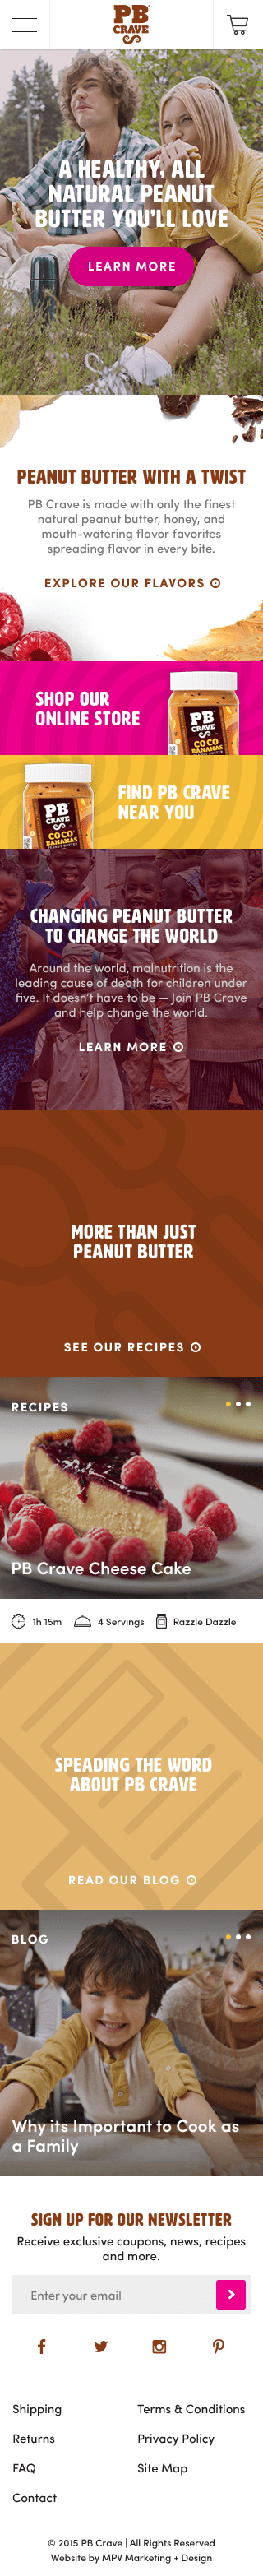 PB
CRAVE
A HEALTHY, ALL
NATURAL PEANUT
BUTTER YOU'LL LOVE
LEARN MORE
PEANUT BUTTER WITH A TWIST
PB Crave is made with only the finest
natural peanut butter, honey, and
mouth-watering flavor favorites
spreading flavor in every bite.
EXPLORE OUR FLAVORS
SHOP OUR
ONLINE STORE
PB
CRAVE
COCO
BANANAS
PEANUT BUTTER
PB
CRAVE
COCO
BANANAS
PEANUT BUTTER
FIND PB CRAVE
NEAR YOU
CHANGING PEANUT BUTTER
TO CHANGE THE WORLD
Around the world, malnutrition is the
leading cause of death for children under
five. It doesn't have to be — Join PB Crave
and help change the world.
LEARN MORE
MORE THAN JUST
PEANUT BUTTER
SEE OUR RECIPES
RECIPES
PB Crave Cheese Cake
1h 15m 4 Servings Razzle Dazzle
SPEADING THE WORD
ABOUT PB CRAVE
READ OUR BLOG
BLOG
Why its Important to Cook as
a Family
SIGN UP FOR OUR NEWSLETTER
Receive exclusive coupons, news, recipes
and more.
Enter your email
Shipping Terms & Conditions
Returns Privacy Policy
FAQ Site Map
Contact
© 2015 PB Crave | All Rights Reserved
Website by MPV Marketing + Design